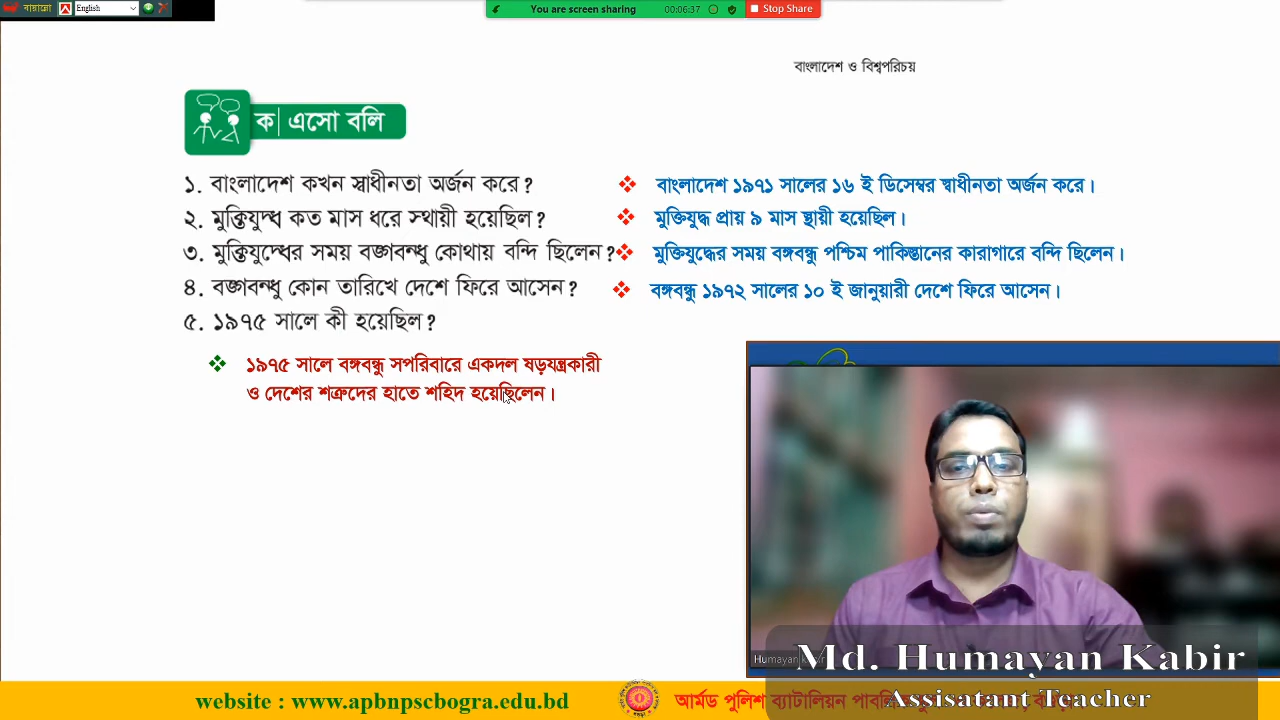 বায়ান্নো English
You are screen sharing 00:06:37 Stop Share
বাংলাদেশ ও বিশ্বপরিচয়
ক| এসো বলি
১. বাংলাদেশ কখন স্বাধীনতা অর্জন করে?
বাংলাদেশ ১৯৭১ সালের ১৬ ই ডিসেম্বর স্বাধীনতা অর্জন করে।
২. মুক্তিযুদ্ধ কত মাস ধরে স্থায়ী হয়েছিল?
মুক্তিযুদ্ধ প্রায় ৯ মাস স্থায়ী হয়েছিল।
৩. মুক্তিযুদ্ধের সময় বঙ্গবন্ধু কোথায় বন্দি ছিলেন?
মুক্তিযুদ্ধের সময় বঙ্গবন্ধু পশ্চিম পাকিস্তানের কারাগারে বন্দি ছিলেন।
৪. বঙ্গবন্ধু কোন তারিখে দেশে ফিরে আসেন?
বঙ্গবন্ধু ১৯৭২ সালের ১০ ই জানুয়ারী দেশে ফিরে আসেন।
৫. ১৯৭৫ সালে কী হয়েছিল?
১৯৭৫ সালে বঙ্গবন্ধু সপরিবারে একদল ষড়যন্ত্রকারী
ও দেশের শত্রুদের হাতে শহিদ হয়েছিলেন।
Humayan Kabir
Md. Humayan Kabir
Assisatant Teacher
website : www.apbnpscbogra.edu.bd
আর্মড পুলিশ ব্যাটালিয়ন